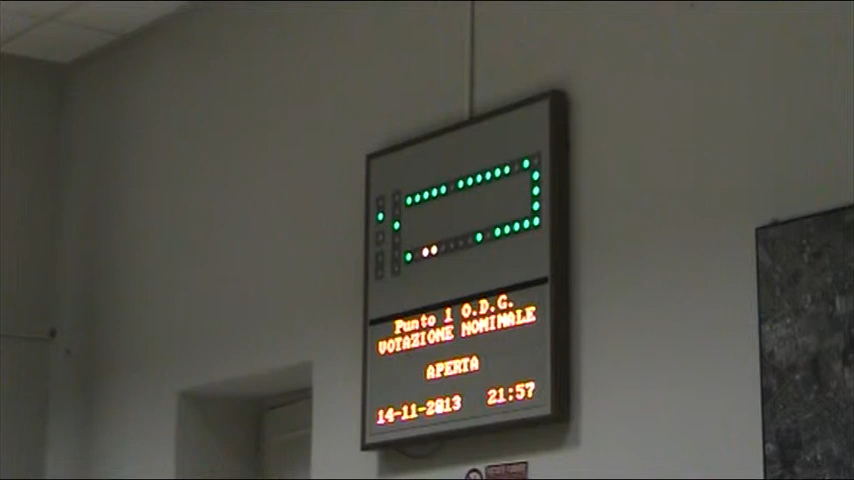 Punto 1 O.D.G.
VOTAZIONE NOMINALE
APERTA
14-11-2013 21:57